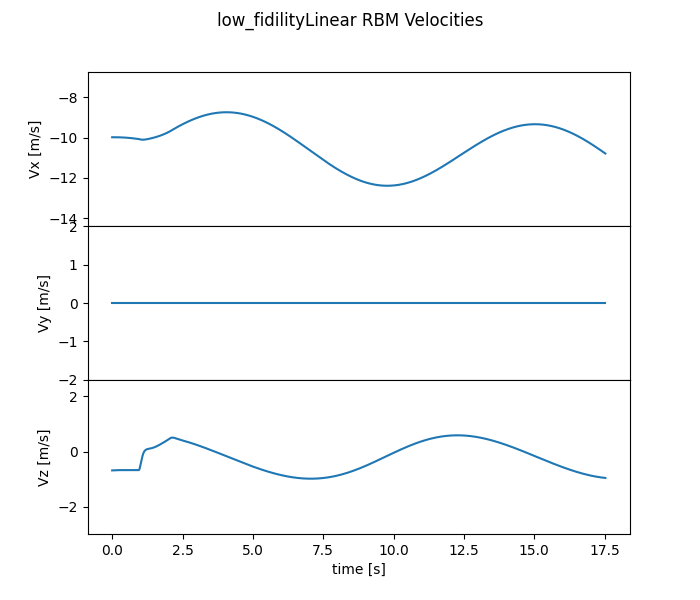 low_fidilityLinear RBM Velocities
Vx [m/s]
−8
−10
−12
−14
Vy [m/s]
2
1
0
−1
−2
Vz [m/s]
2
0
−2
0.0 2.5 5.0 7.5 10.0 12.5 15.0 17.5
time [s]